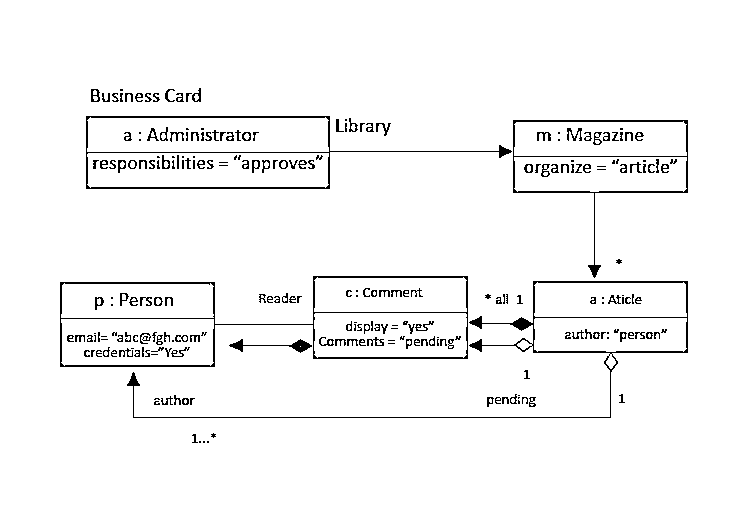 Business Card
a : Administrator
responsibilities = “approves”
Library
m : Magazine
organize = “article”
*
p : Person
email= “abc@fgh.com”
credentials=“Yes”
Reader
c : Comment
display = “yes”
Comments = “pending”
* all 1
a : Aticle
author: “person”
1
pending
1
author
1...*